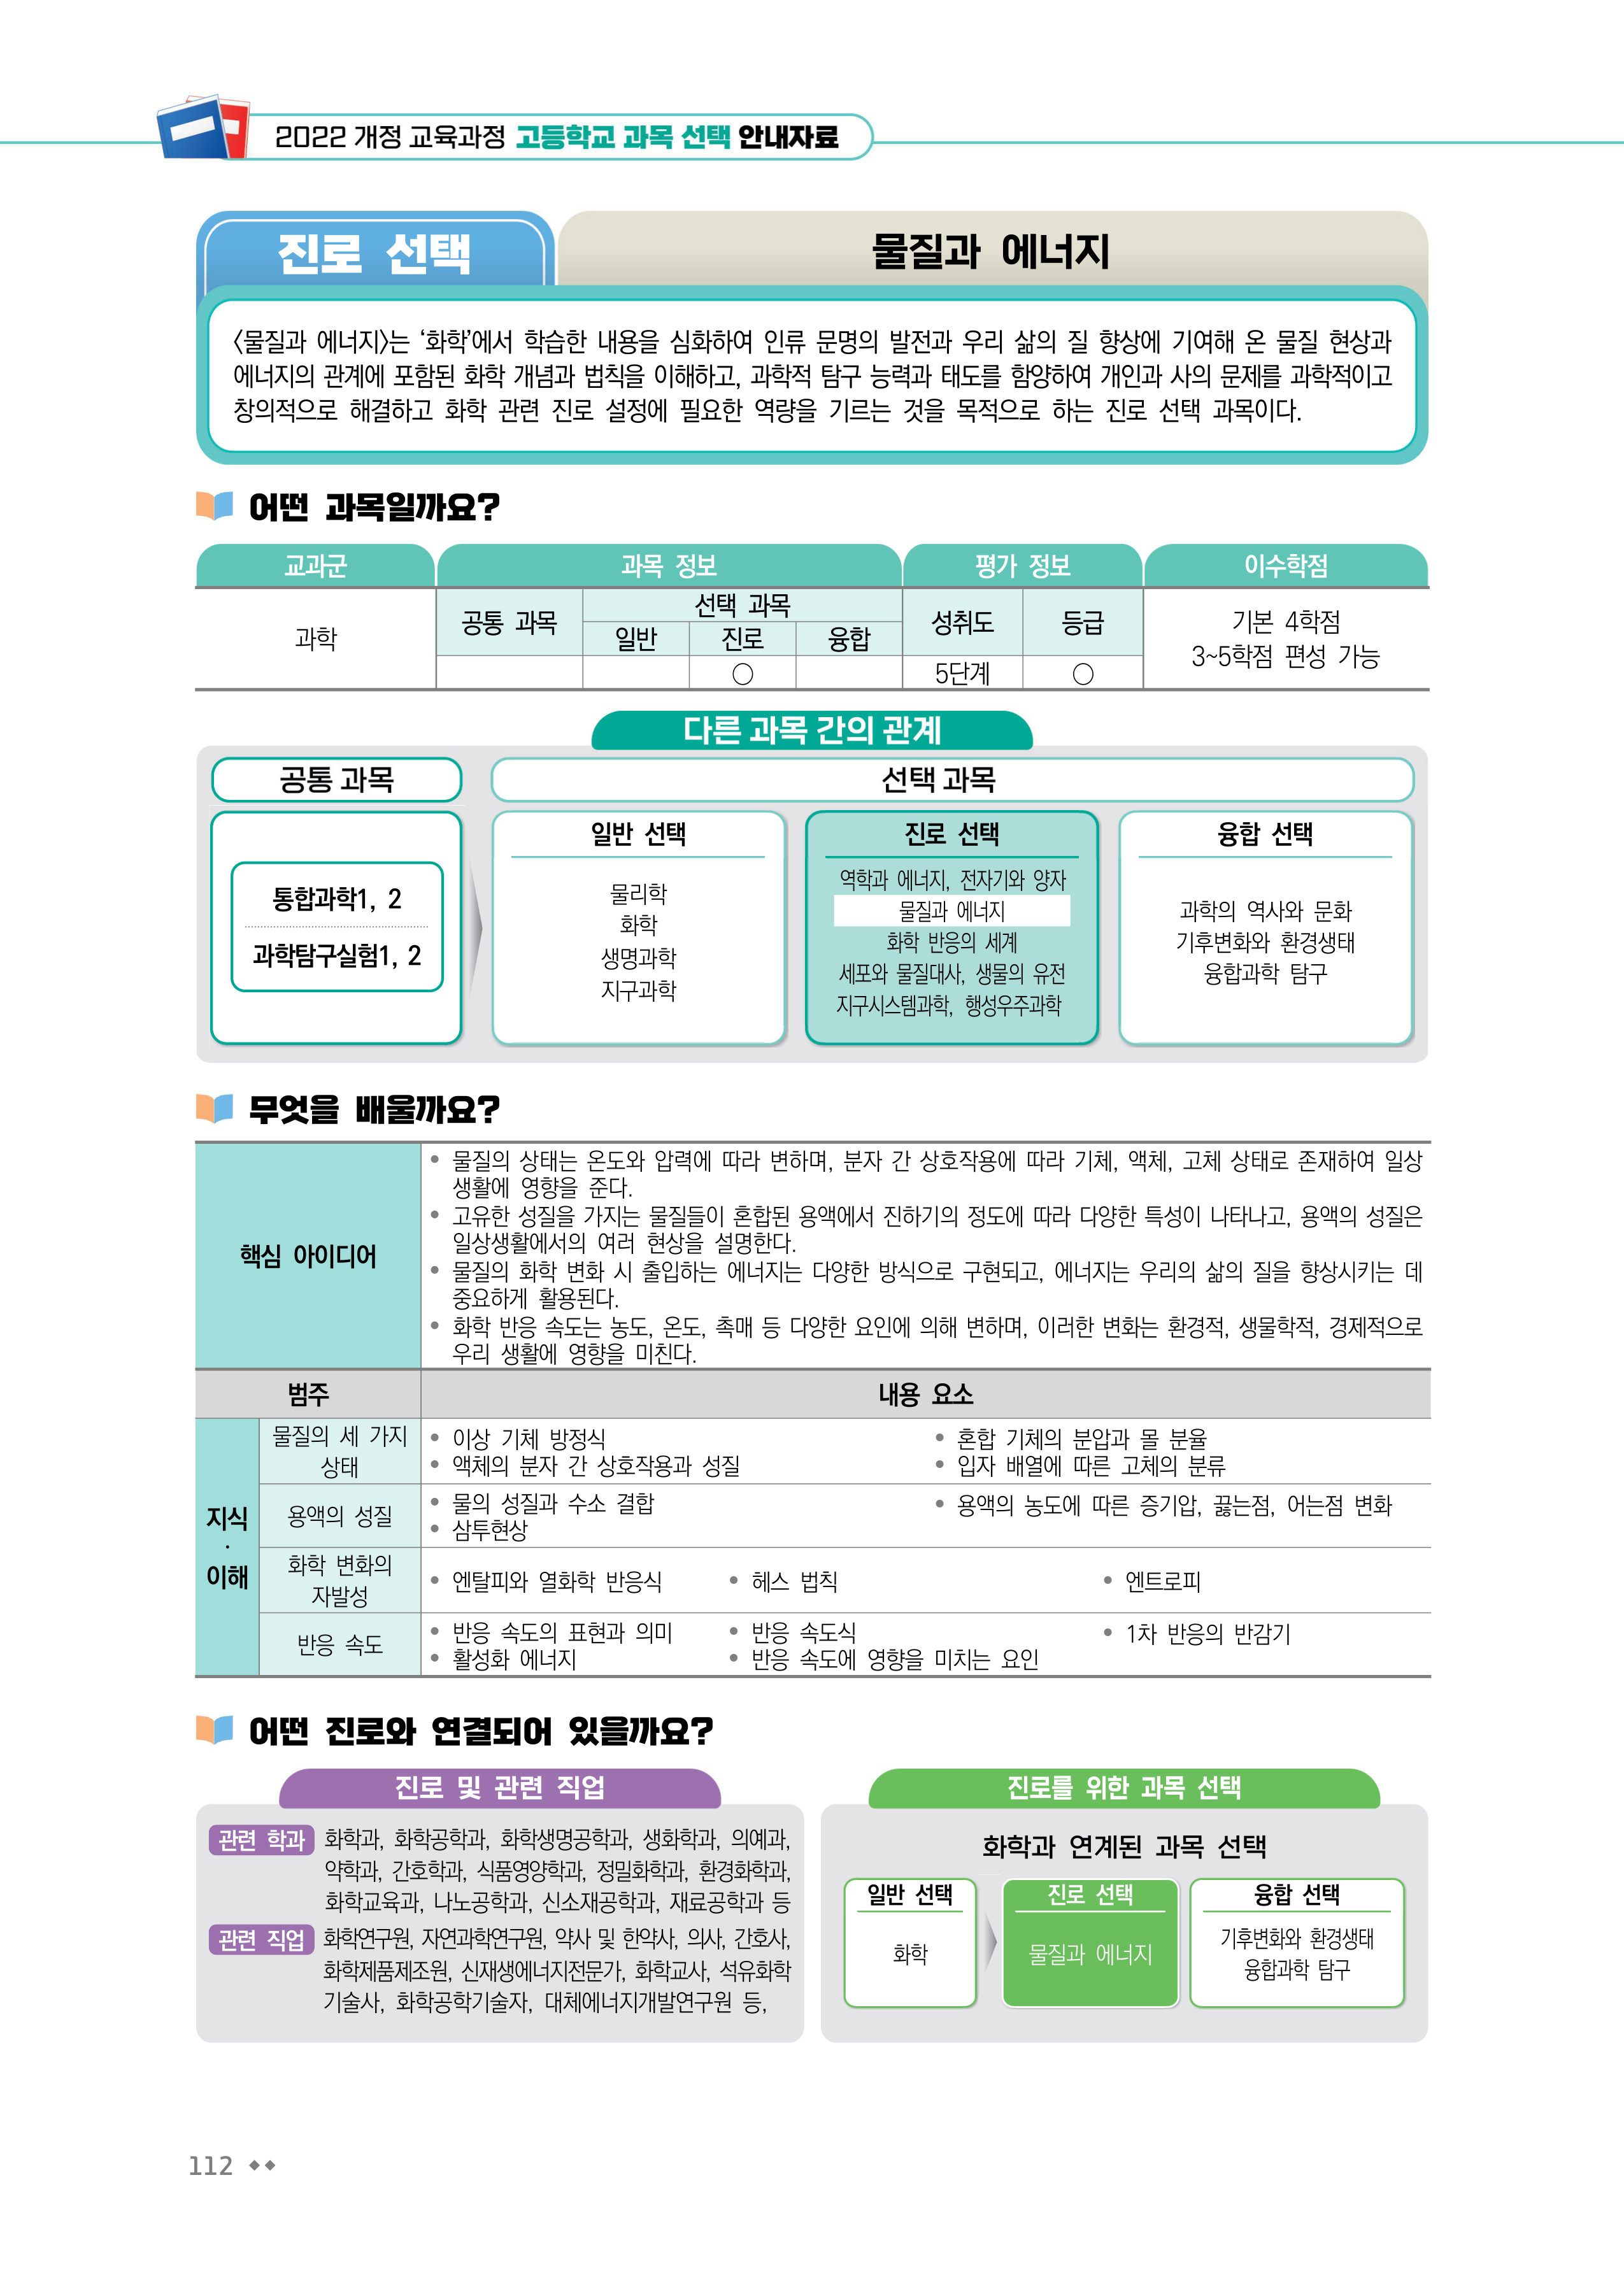 2022 개정 교육과정 고등학교 과목 선택 안내자료
진로 선택
물질과 에너지
<물질과 에너지>는 ‘화학’에서 학습한 내용을 심화하여 인류 문명의 발전과 우리 삶의 질 향상에 기여해 온 물질 현상과
에너지의 관계에 포함된 화학 개념과 법칙을 이해하고, 과학적 탐구 능력과 태도를 함양하여 개인과 사의 문제를 과학적이고
창의적으로 해결하고 화학 관련 진로 설정에 필요한 역량을 기르는 것을 목적으로 하는 진로 선택 과목이다.
어떤 과목일까요?
교과군 과목 정보 평가 정보 이수학점
과학
공통 과목
선택 과목
일반 진로 융합
성취도 등급
○ 5단계 ○
기본 4학점
3~5학점 편성 가능
다른 과목 간의 관계
공통 과목 선택 과목
통합과학1, 2
과학탐구실험1, 2
일반 선택
물리학
화학
생명과학
지구과학
진로 선택
역학과 에너지, 전자기와 양자
물질과 에너지
화학 반응의 세계
세포와 물질대사, 생물의 유전
지구시스템과학, 행성우주과학
융합 선택
과학의 역사와 문화
기후변화와 환경생태
융합과학 탐구
무엇을 배울까요?
핵심 아이디어
• 물질의 상태는 온도와 압력에 따라 변하며, 분자 간 상호작용에 따라 기체, 액체, 고체 상태로 존재하여 일상
생활에 영향을 준다.
• 고유한 성질을 가지는 물질들이 혼합된 용액에서 진하기의 정도에 따라 다양한 특성이 나타나고, 용액의 성질은
일상생활에서의 여러 현상을 설명한다.
• 물질의 화학 변화 시 출입하는 에너지는 다양한 방식으로 구현되고, 에너지는 우리의 삶의 질을 향상시키는 데
중요하게 활용된다.
• 화학 반응 속도는 농도, 온도, 촉매 등 다양한 요인에 의해 변하며, 이러한 변화는 환경적, 생물학적, 경제적으로
우리 생활에 영향을 미친다.
범주 내용 요소
지식
·
이해
물질의 세 가지
상태
• 이상 기체 방정식 • 혼합 기체의 분압과 몰 분율
• 액체의 분자 간 상호작용과 성질 • 입자 배열에 따른 고체의 분류
용액의 성질
• 물의 성질과 수소 결합 • 용액의 농도에 따른 증기압, 끓는점, 어는점 변화
• 삼투현상
화학 변화의
자발성
• 엔탈피와 열화학 반응식 • 헤스 법칙 • 엔트로피
반응 속도
• 반응 속도의 표현과 의미 • 반응 속도식 • 1차 반응의 반감기
• 활성화 에너지 • 반응 속도에 영향을 미치는 요인
어떤 진로와 연결되어 있을까요?
진로 및 관련 직업
관련 학과 화학과, 화학공학과, 화학생명공학과, 생화학과, 의예과,
약학과, 간호학과, 식품영양학과, 정밀화학과, 환경화학과,
화학교육과, 나노공학과, 신소재공학과, 재료공학과 등
관련 직업 화학연구원, 자연과학연구원, 약사 및 한약사, 의사, 간호사,
화학제품제조원, 신재생에너지전문가, 화학교사, 석유화학
기술사, 화학공학기술자, 대체에너지개발연구원 등,
진로를 위한 과목 선택
화학과 연계된 과목 선택
일반 선택
화학
진로 선택
물질과 에너지
융합 선택
기후변화와 환경생태
융합과학 탐구
112